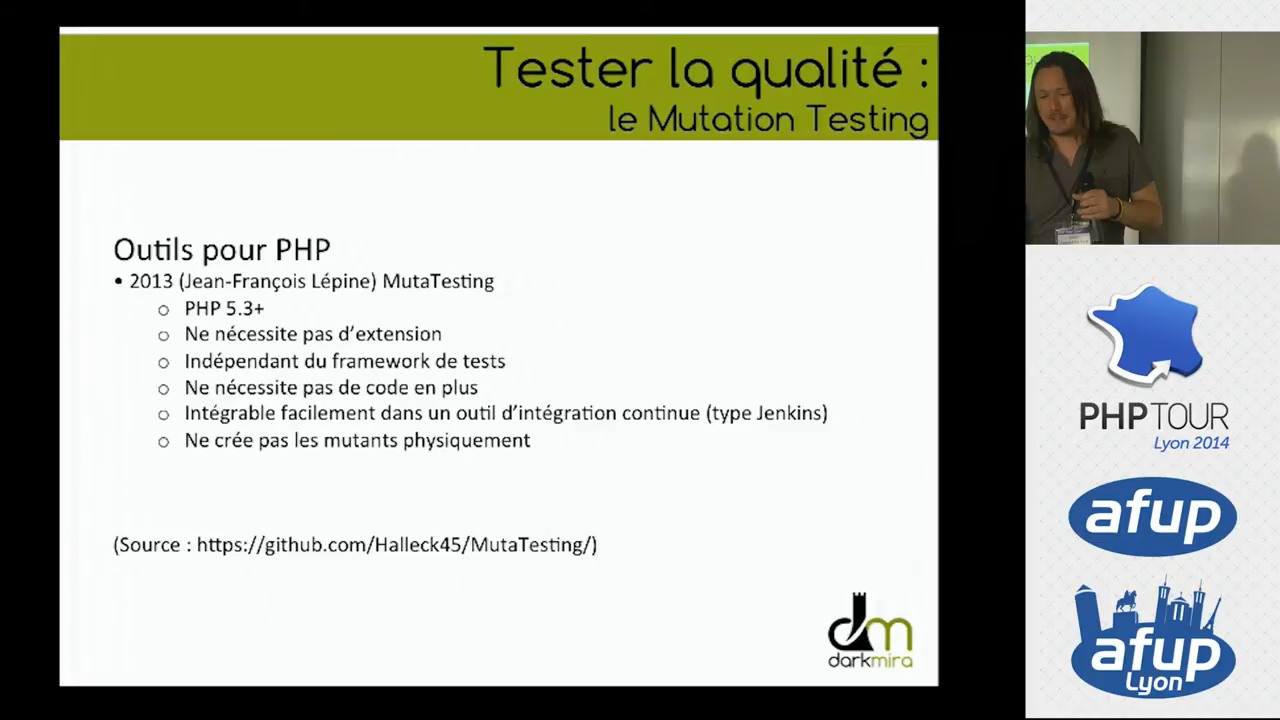 Tester la qualité :
le Mutation Testing
Outils pour PHP
• 2013 (Jean-François Lépine) MutaTesting
o PHP 5.3+
o Ne nécessite pas d’extension
o Indépendant du framework de tests
o Ne nécessite pas de code en plus
o Intégrable facilement dans un outil d’intégration continue (type Jenkins)
o Ne crée pas les mutants physiquement
(Source : https://github.com/Halleck45/MutaTesting/)
dm
darkmira
PHP TOUR
Lyon 2014
afup
afup
Lyon